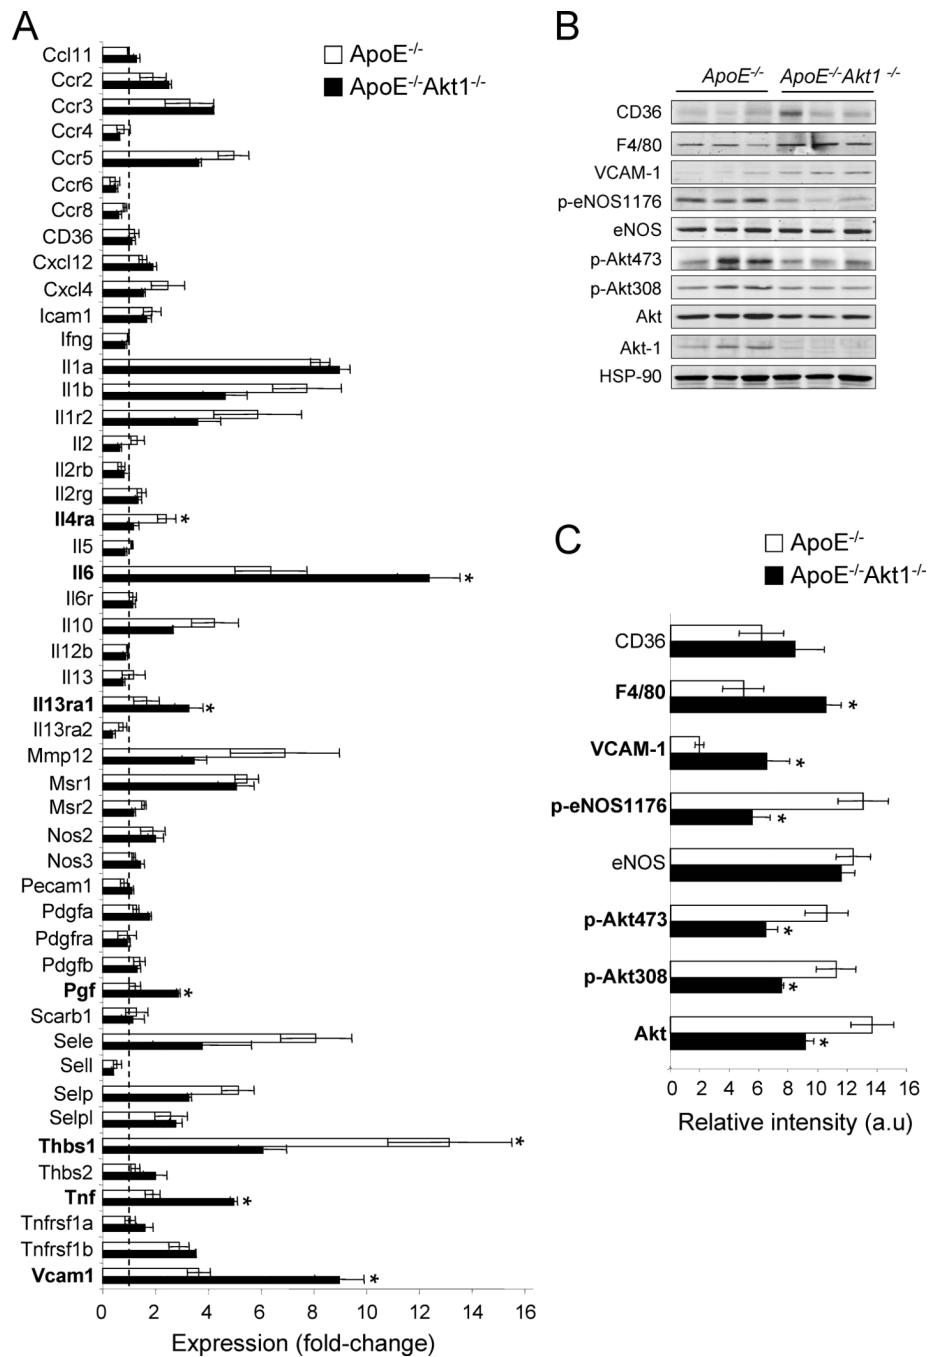 A
ApoE-/-
ApoE-/-Akt1-/-
Ccl11
Ccr2
Ccr3
Ccr4
Ccr5
Ccr6
Ccr8
CD36
Cxcl12
Cxcl4
Icam1
Ifng
Il1a
Il1b
Il1r2
Il2
Il2rb
Il2rg
Il4ra *
Il5
Il6 *
Il6r
Il10
Il12b
Il13
Il13ra1 *
Il13ra2
Mmp12
Msr1
Msr2
Nos2
Nos3
Pecam1
Pdgfa
Pdgfra
Pdgfb
Pgf *
Scarb1
Sele
Sell
Selp
Selpl
Thbs1 *
Thbs2
Tnf *
Tnfrsf1a
Tnfrsf1b
Vcam1 *
0 2 4 6 8 10 12 14 16
Expression (fold-change)
B
ApoE-/- ApoE-/-Akt1 -/-
CD36
F4/80
VCAM-1
p-eNOS1176
eNOS
p-Akt473
p-Akt308
Akt
Akt-1
HSP-90
C
ApoE-/-
ApoE-/-Akt1-/-
CD36
F4/80 *
VCAM-1 *
p-eNOS1176 *
eNOS
p-Akt473 *
p-Akt308 *
Akt *
0 2 4 6 8 10 12 14 16
Relative intensity (a.u)